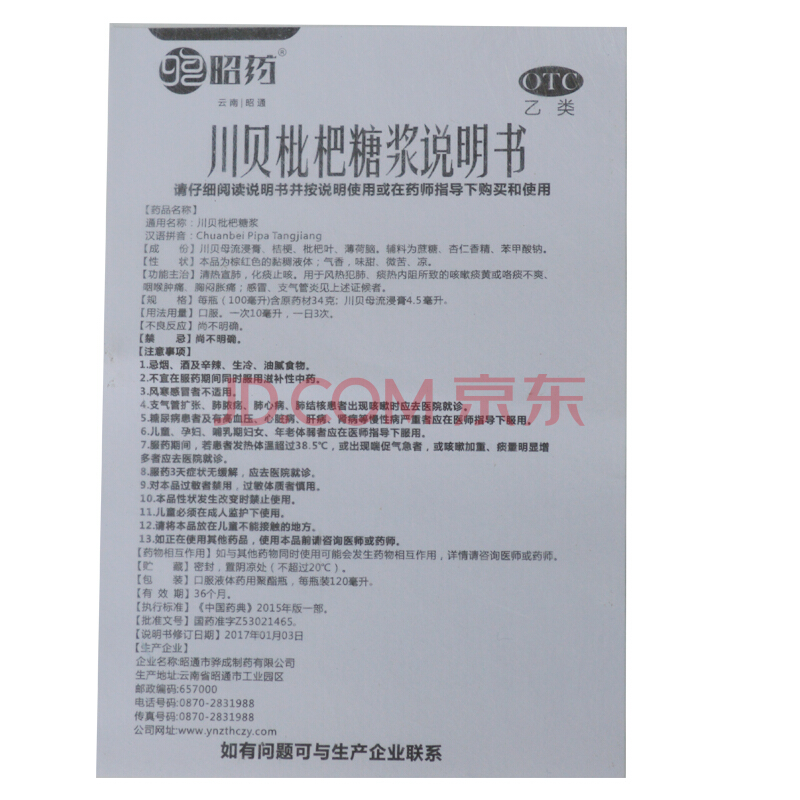 昭药®
云南|昭通
OTC
乙类
川贝枇杷糖浆说明书
请仔细阅读说明书并按说明使用或在药师指导下购买和使用
【药品名称】
通用名称：川贝枇杷糖浆
汉语拼音：Chuanbei Pipa Tangjiang
【成　份】川贝母流浸膏、桔梗、枇杷叶、薄荷脑。辅料为蔗糖、杏仁香精、苯甲酸钠。
【性　状】本品为棕红色的黏稠液体；气香，味甜、微苦、凉。
【功能主治】清热宣肺，化痰止咳。用于风热犯肺、痰热内阻所致的咳嗽痰黄或咯痰不爽、
咽喉肿痛、胸闷胀痛；感冒、支气管炎见上述证候者。
【规　格】每瓶（100毫升)含原药材34克；川贝母流浸膏4.5毫升。
【用法用量】口服。一次10毫升，一日3次。
【不良反应】尚不明确。
【禁　忌】尚不明确。
【注意事项】
1.忌烟、酒及辛辣、生冷、油腻食物。
2.不宜在服药期间同时服用滋补性中药。
3.风寒感冒者不适用。
4.支气管扩张、肺脓疡、肺心病、肺结核患者出现咳嗽时应去医院就诊。
5.糖尿病患者及有高血压、心脏病、肝病、肾病等慢性病严重者应在医师指导下服用。
6.儿童、孕妇、哺乳期妇女、年老体弱者应在医师指导下服用。
7.服药期间，若患者发热体温超过38.5℃，或出现喘促气急者，或咳嗽加重、痰量明显增
多者应去医院就诊。
8.服药3天症状无缓解，应去医院就诊。
9.对本品过敏者禁用，过敏体质者慎用。
10.本品性状发生改变时禁止使用。
11.儿童必须在成人监护下使用。
12.请将本品放在儿童不能接触的地方。
13.如正在使用其他药品，使用本品前请咨询医师或药师。
【药物相互作用】如与其他药物同时使用可能会发生药物相互作用，详情请咨询医师或药师。
【贮　藏】密封，置阴凉处（不超过20℃）。
【包　装】口服液体药用聚酯瓶，每瓶装120毫升。
【有 效 期】36个月。
【执行标准】《中国药典》2015年版一部。
【批准文号】国药准字Z53021465。
【说明书修订日期】2017年01月03日
【生产企业】
企业名称:昭通市骅成制药有限公司
生产地址:云南省昭通市工业园区
邮政编码:657000
电话号码:0870-2831988
传真号码:0870-2831988
公司网址:www.ynzthczy.com
如有问题可与生产企业联系
JD.COM 京东